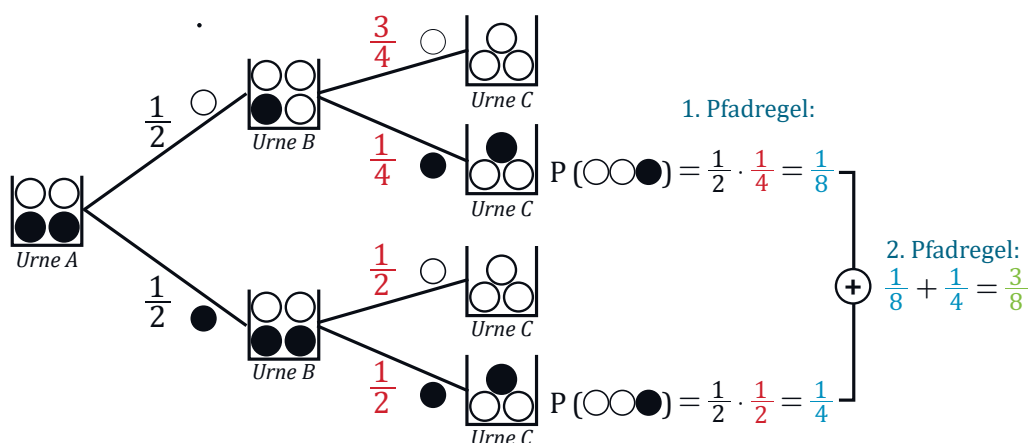 3/4
Urne C
1/2
Urne B
1. Pfadregel:
1/4
P (○○●) = 1/2 · 1/4 = 1/8
Urne C
Urne A
2. Pfadregel:
1/8 + 1/4 = 3/8
+
1/2
1/2
Urne C
Urne B
1/2
P (○○●) = 1/2 · 1/2 = 1/4
Urne C